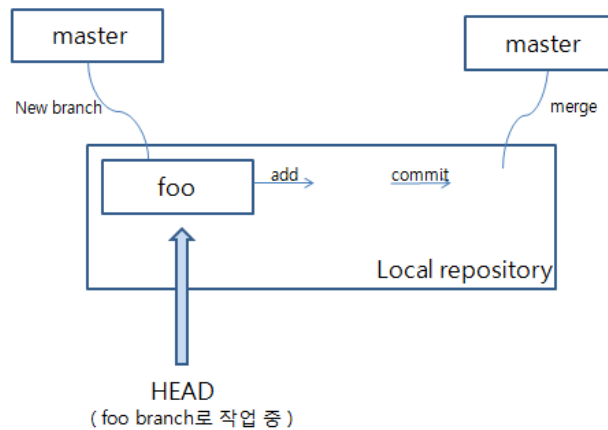 master
master
New branch
merge
foo
add
commit
Local repository
HEAD
( foo branch로 작업 중 )